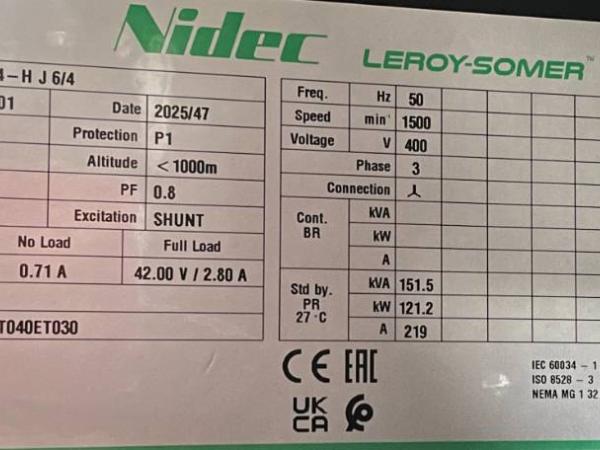 Nidec LEROY-SOMER™
4-H J 6/4
01 Date 2025/47
Protection P1
Altitude < 1000m
PF 0.8
Excitation SHUNT
No Load Full Load
0.71 A 42.00 V / 2.80 A
T040ET030
Freq. Hz 50
Speed min⁻¹ 1500
Voltage V 400
Phase 3
Connection
Cont. BR kVA
kW
A
Std by. PR 27 °C kVA 151.5
kW 121.2
A 219
CE EAC
UK CA
IEC 60034 - 1
ISO 8528 - 3
NEMA MG 1 32